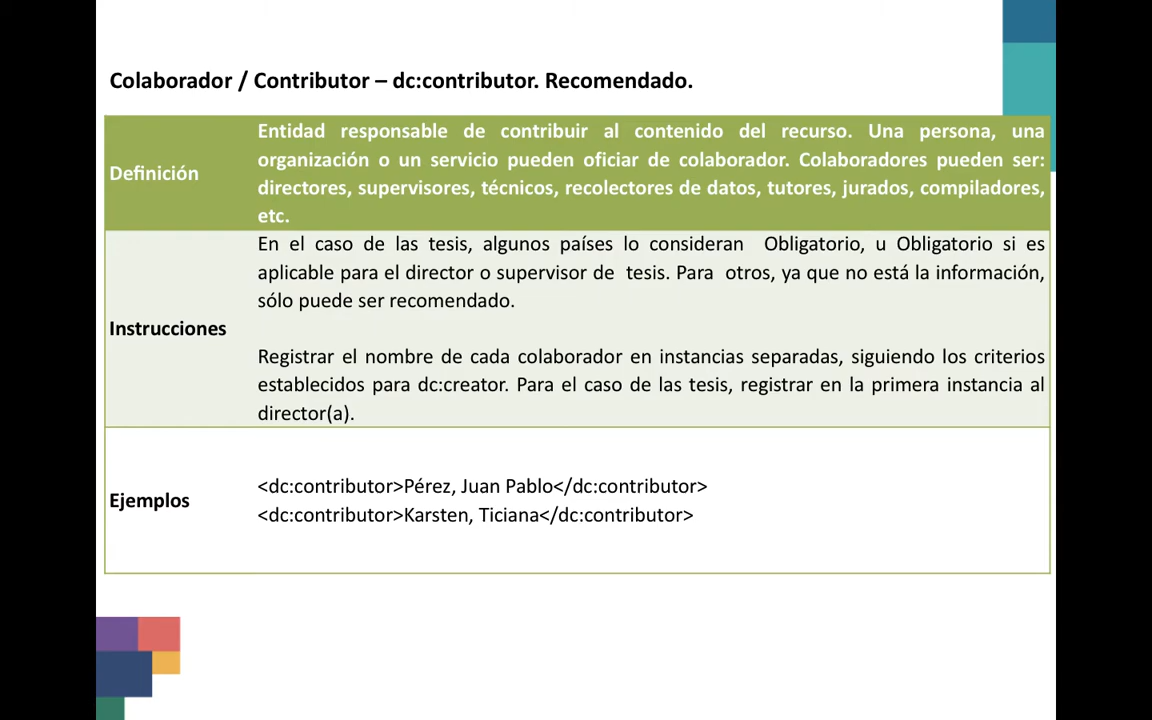 Colaborador / Contributor – dc:contributor. Recomendado.
Definición
Entidad responsable de contribuir al contenido del recurso. Una persona, una
organización o un servicio pueden oficiar de colaborador. Colaboradores pueden ser:
directores, supervisores, técnicos, recolectores de datos, tutores, jurados, compiladores,
etc.
Instrucciones
En el caso de las tesis, algunos países lo consideran Obligatorio, u Obligatorio si es
aplicable para el director o supervisor de tesis. Para otros, ya que no está la información,
sólo puede ser recomendado.
Registrar el nombre de cada colaborador en instancias separadas, siguiendo los criterios
establecidos para dc:creator. Para el caso de las tesis, registrar en la primera instancia al
director(a).
Ejemplos
<dc:contributor>Pérez, Juan Pablo</dc:contributor>
<dc:contributor>Karsten, Ticiana</dc:contributor>